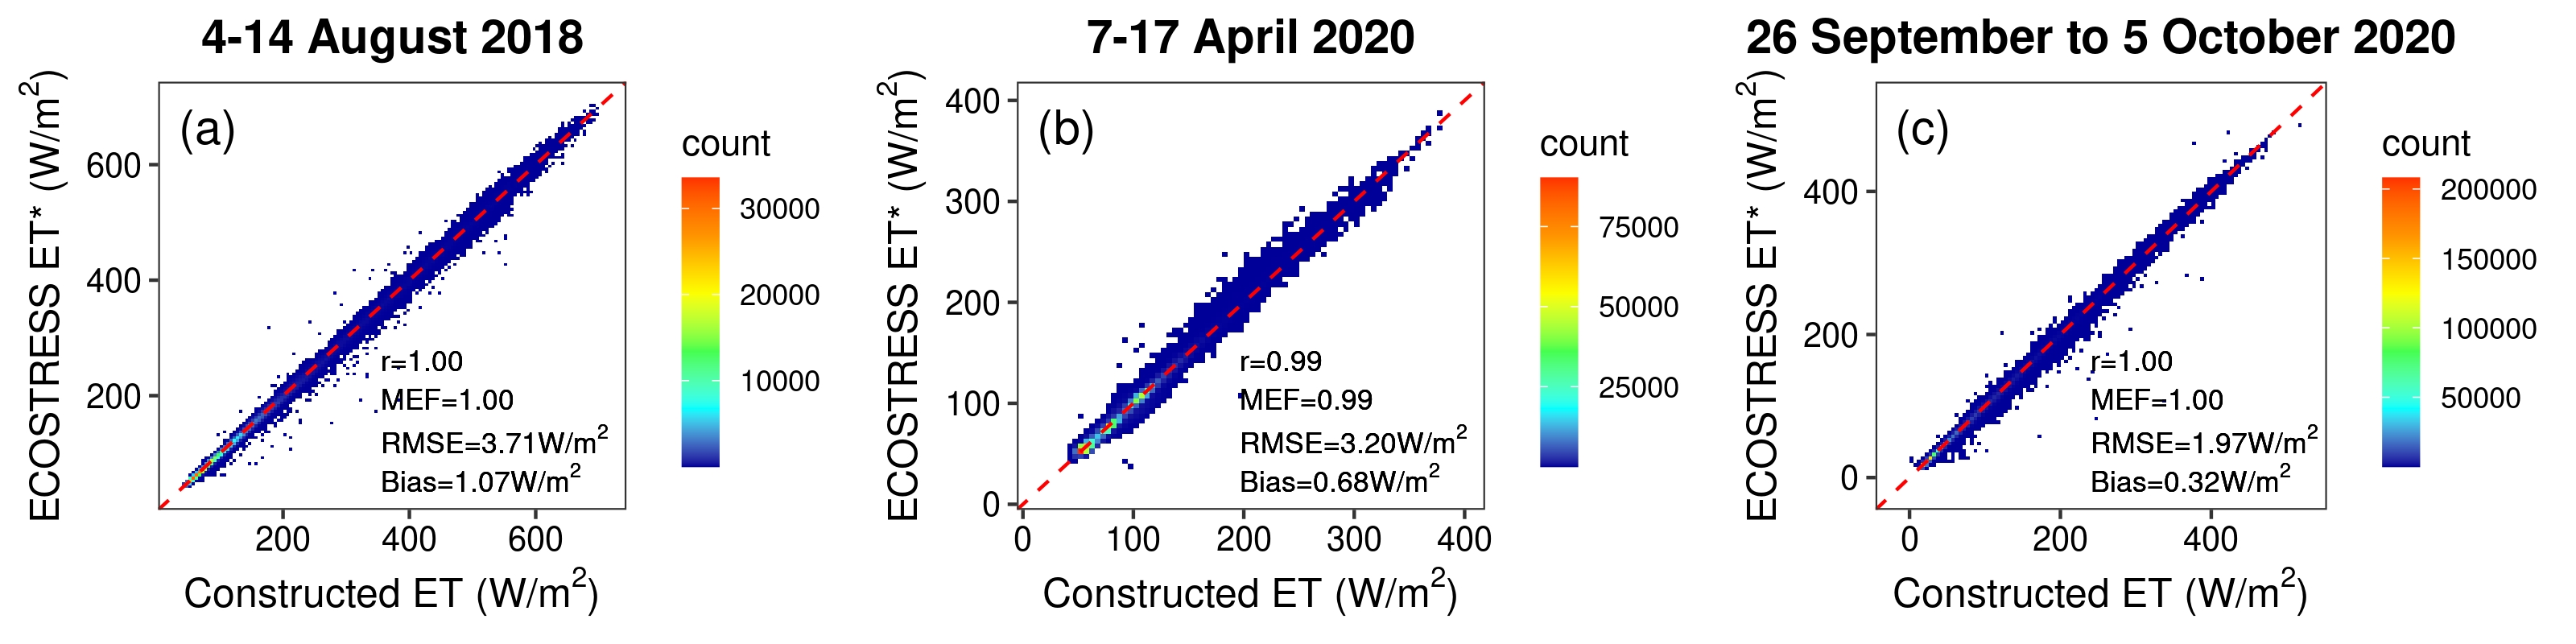 4-14 August 2018
(a)
ECOSTRESS ET* (W/m²)
600
400
200
r=1.00
MEF=1.00
RMSE=3.71W/m²
Bias=1.07W/m²
200 400 600
Constructed ET (W/m²)
count
30000
20000
10000
7-17 April 2020
(b)
ECOSTRESS ET* (W/m²)
400
300
200
100
0
r=0.99
MEF=0.99
RMSE=3.20W/m²
Bias=0.68W/m²
0 100 200 300 400
Constructed ET (W/m²)
count
75000
50000
25000
26 September to 5 October 2020
(c)
ECOSTRESS ET* (W/m²)
400
200
0
r=1.00
MEF=1.00
RMSE=1.97W/m²
Bias=0.32W/m²
0 200 400
Constructed ET (W/m²)
count
200000
150000
100000
50000